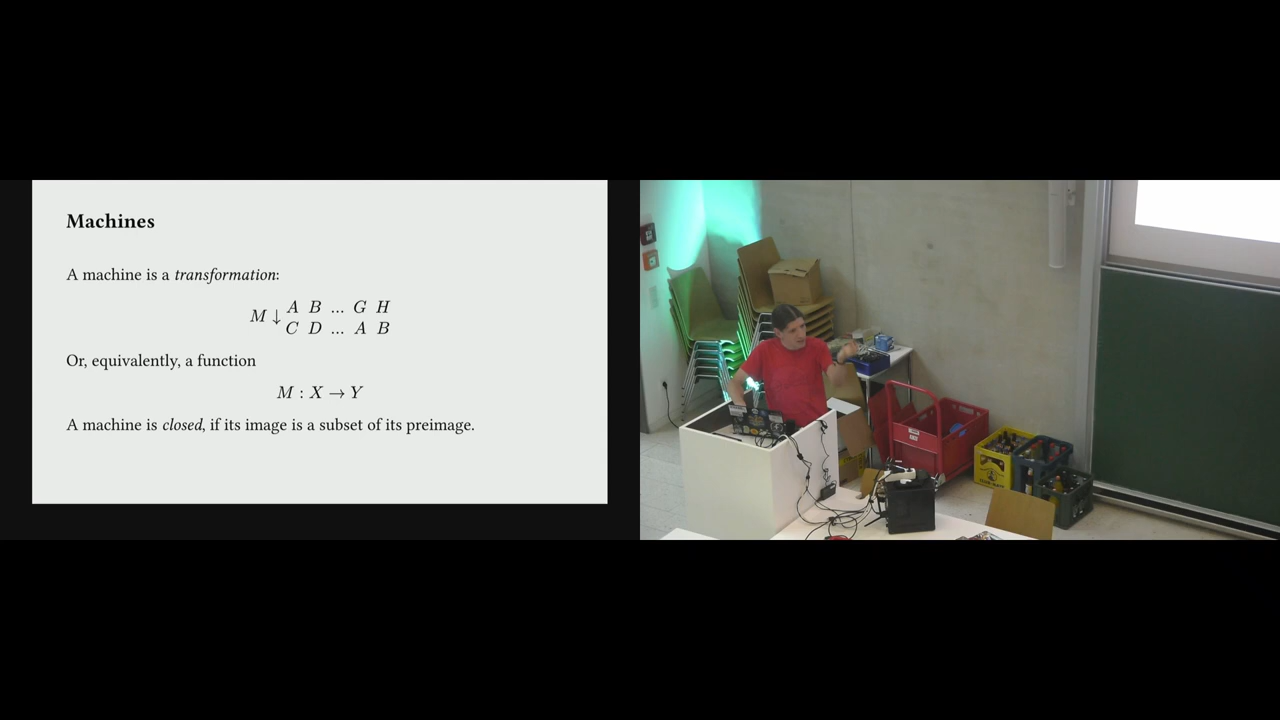 Machines
A machine is a transformation:
M ↓ A B ... G H
C D ... A B
Or, equivalently, a function
M : X → Y
A machine is closed, if its image is a subset of its preimage.